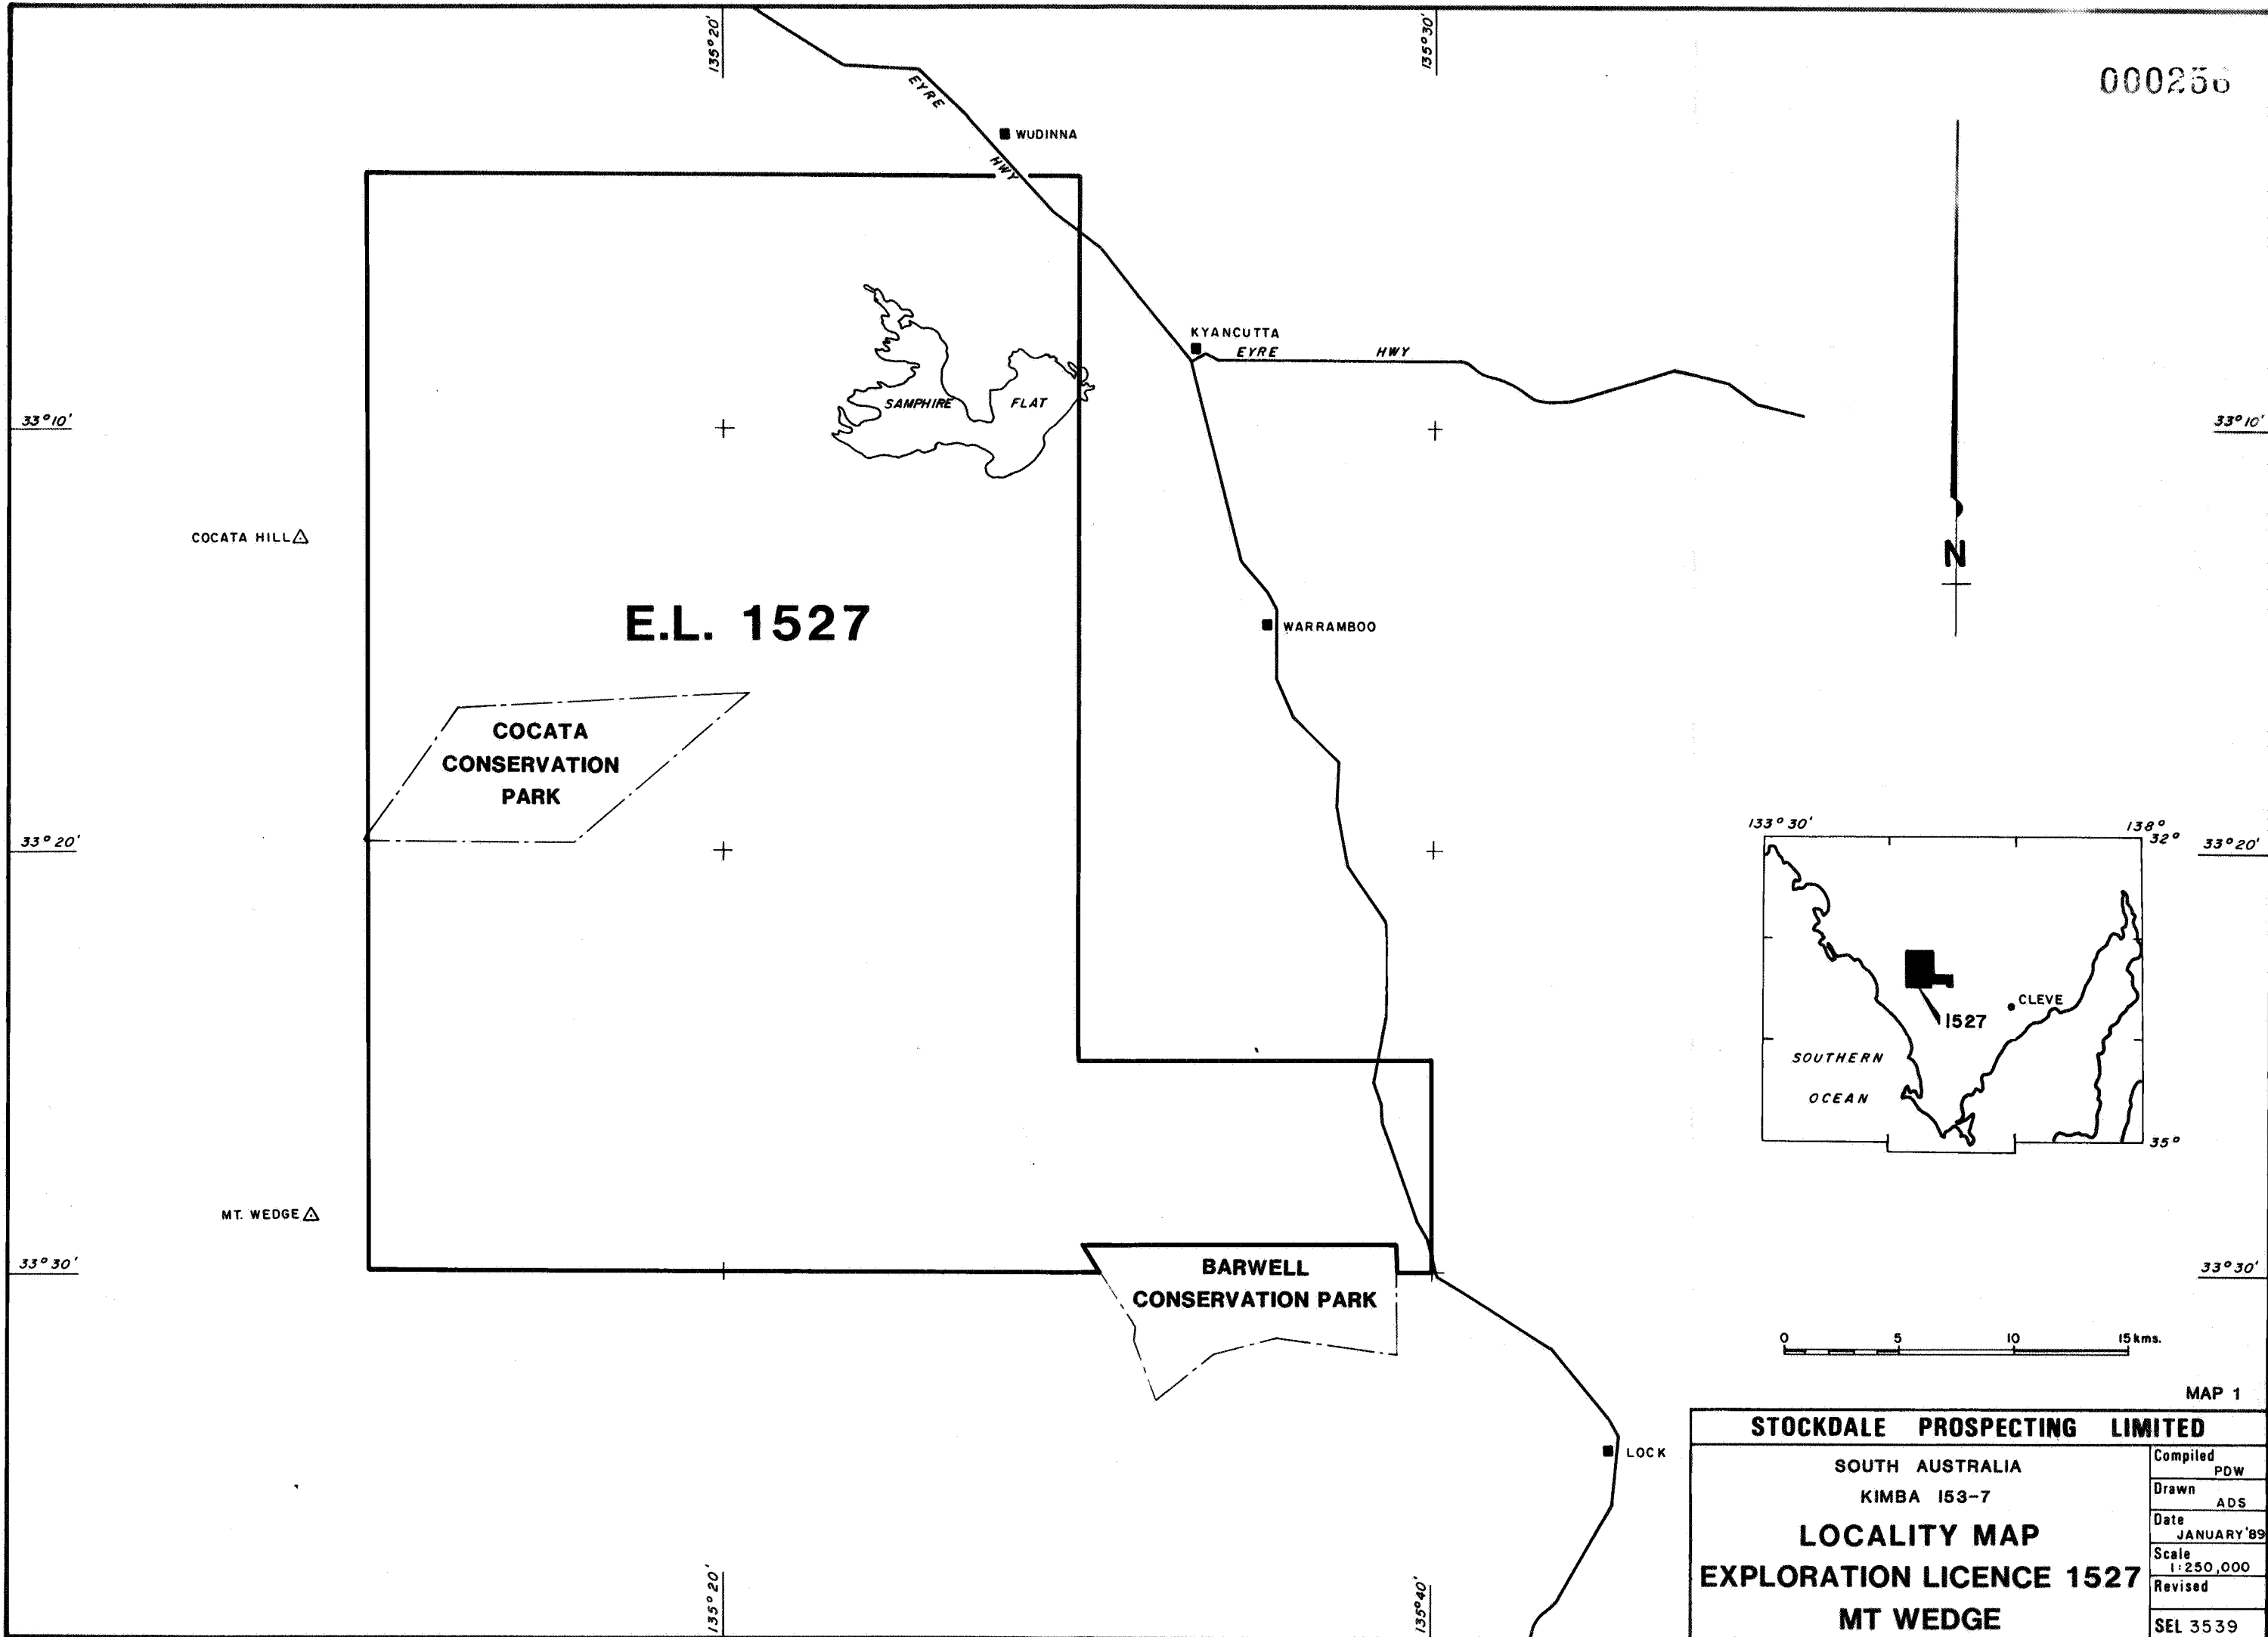 135°20'
135°30'
000256
EYRE
HWY
WUDINNA
KYANCUTTA
EYRE HWY
SAMPHIRE FLAT
33°10'
33°10'
COCATA HILL
N
E.L. 1527
WARRAMBOO
COCATA
CONSERVATION
PARK
33°20'
33°20'
133°30'
138°
32°
CLEVE
1527
SOUTHERN
OCEAN
35°
MT. WEDGE
33°30'
33°30'
BARWELL
CONSERVATION PARK
0 5 10 15kms.
MAP 1
LOCK
STOCKDALE PROSPECTING LIMITED
SOUTH AUSTRALIA
KIMBA 153-7
LOCALITY MAP
EXPLORATION LICENCE 1527
MT WEDGE
Compiled
PDW
Drawn
ADS
Date
JANUARY'89
Scale
1:250,000
Revised
SEL 3539
135°20'
135°40'